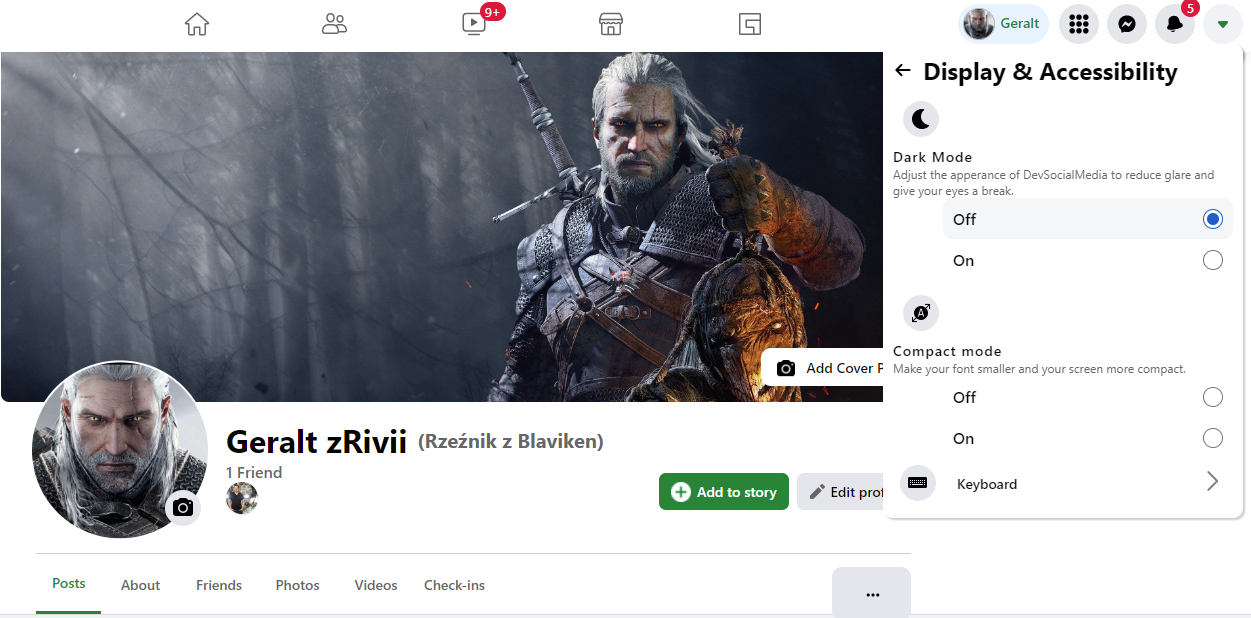 9+
Geralt
5
Display & Accessibility
Dark Mode
Adjust the apperance of DevSocialMedia to reduce glare and
give your eyes a break.
Off
On
A
Compact mode
Make your font smaller and your screen more compact.
Off
On
Keyboard
Add Cover P
Geralt zRivii (Rzeźnik z Blaviken)
1 Friend
Add to story
Edit prof
Posts
About
Friends
Photos
Videos
Check-ins
...